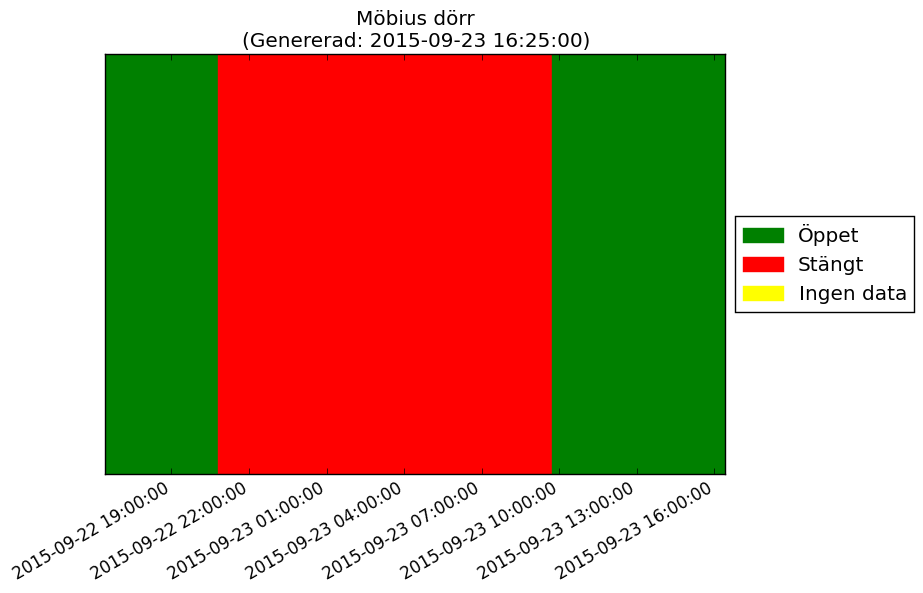 Möbius dörr
(Genererad: 2015-09-23 16:25:00)
Öppet
Stängt
Ingen data
2015-09-22 19:00:00
2015-09-22 22:00:00
2015-09-23 01:00:00
2015-09-23 04:00:00
2015-09-23 07:00:00
2015-09-23 10:00:00
2015-09-23 13:00:00
2015-09-23 16:00:00